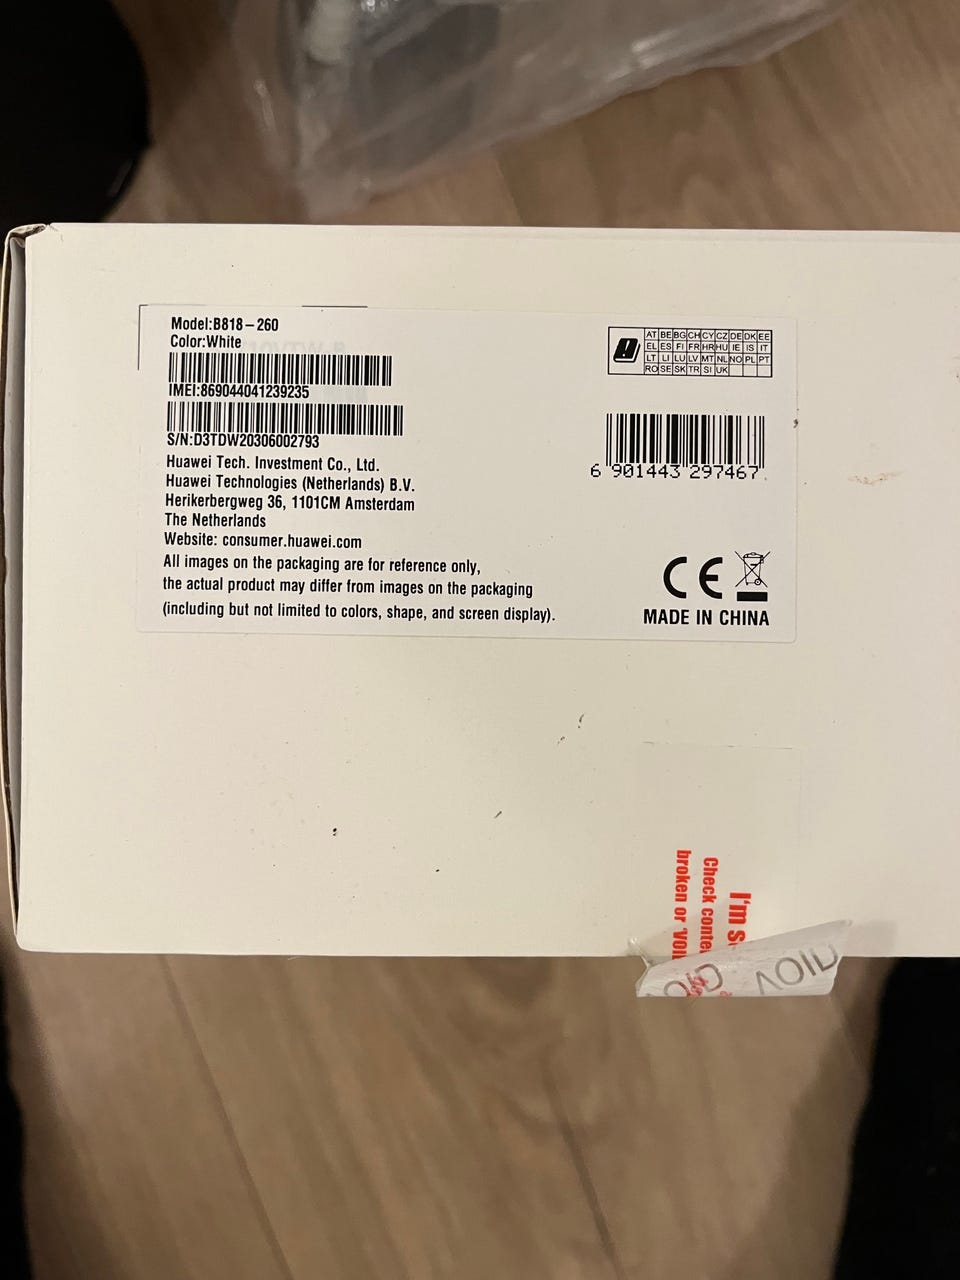 Model:B818-260
Color:White
IMEI:869044041239235
S/N:D3TDW20306002793
Huawei Tech. Investment Co., Ltd.
Huawei Technologies (Netherlands) B.V.
Herikerbergweg 36, 1101CM Amsterdam
The Netherlands
Website: consumer.huawei.com
All images on the packaging are for reference only,
the actual product may differ from images on the packaging
(including but not limited to colors, shape, and screen display).
AT BE BG CH CY CZ DE DK EE
EL ES FI FR HR HU IE IS IT
LT LI LU LV MT NL NO PL PT
RO SE SK TR SI UK
6 901443 297467
CE
MADE IN CHINA
I'm
Check
broken or
VOID